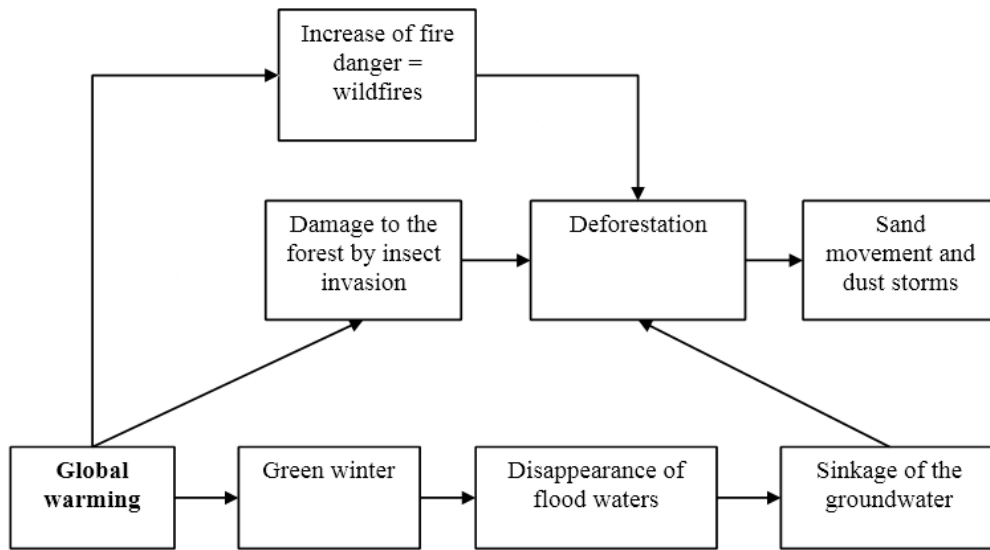 Increase of fire
danger =
wildfires
Damage to the
forest by insect
invasion
Deforestation
Sand
movement and
dust storms
Global
warming
Green winter
Disappearance of
flood waters
Sinkage of the
groundwater